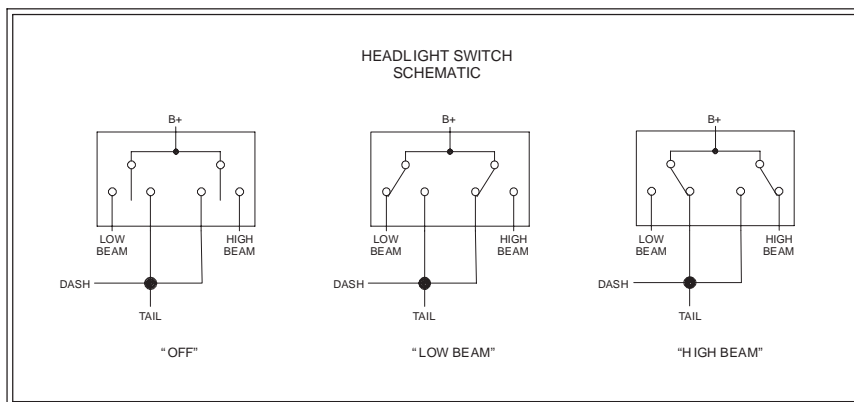 HEADLIGHT SWITCH
SCHEMATIC
B+
LOW
BEAM
HIGH
BEAM
DASH
TAIL
"OFF"
B+
LOW
BEAM
HIGH
BEAM
DASH
TAIL
"LOW BEAM"
B+
LOW
BEAM
HIGH
BEAM
DASH
TAIL
"HIGH BEAM"